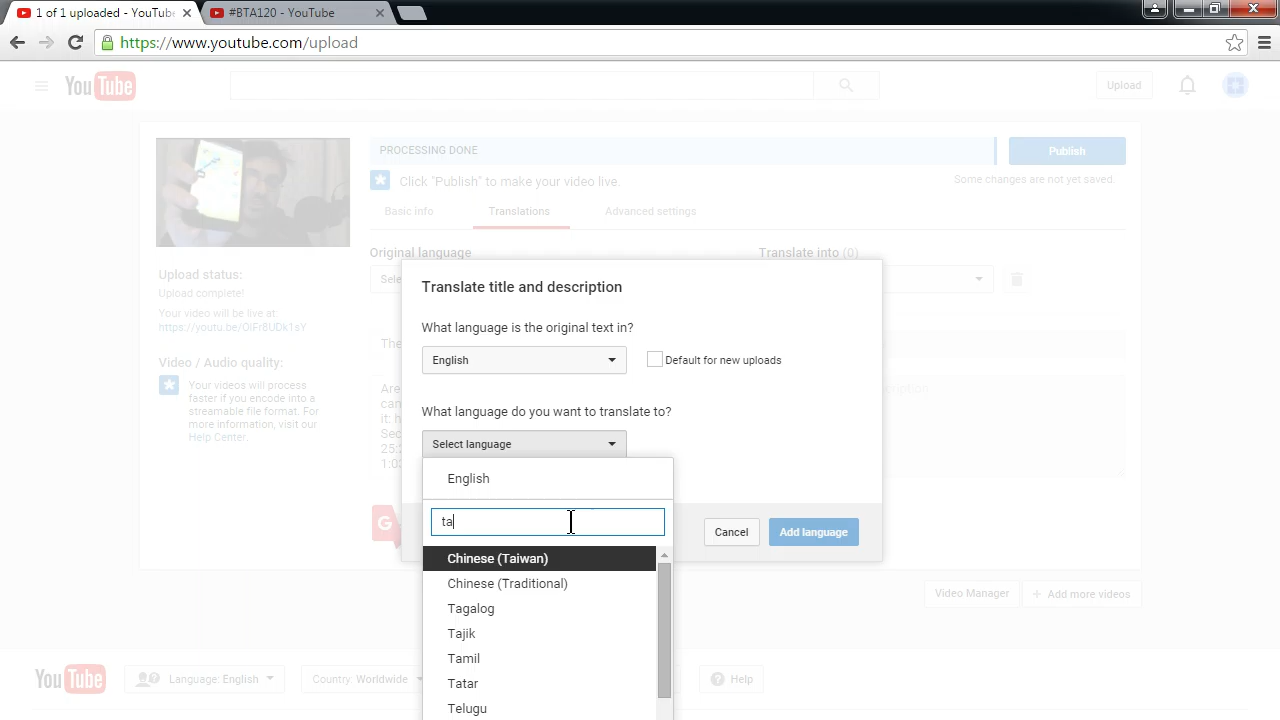 1 of 1 uploaded - YouTube
#BTA120 - YouTube
https://www.youtube.com/upload
YouTube
Upload
PROCESSING DONE
Publish
Click "Publish" to make your video live.
Some changes are not yet saved.
Basic info
Translations
Advanced settings
Original language
Translate into (0)
Upload status:
Upload complete!
Your video will be live at:
https://youtu.be/OiFr8UDk1sY
Video / Audio quality:
Your videos will process
faster if you encode into a
streamable file format. For
more information, visit our
Help Center.
Translate title and description
What language is the original text in?
English
Default for new uploads
What language do you want to translate to?
Select language
English
ta
Chinese (Taiwan)
Chinese (Traditional)
Tagalog
Tajik
Tamil
Tatar
Telugu
Cancel
Add language
Video Manager
+ Add more videos
YouTube
Language: English
Country: Worldwide
Help